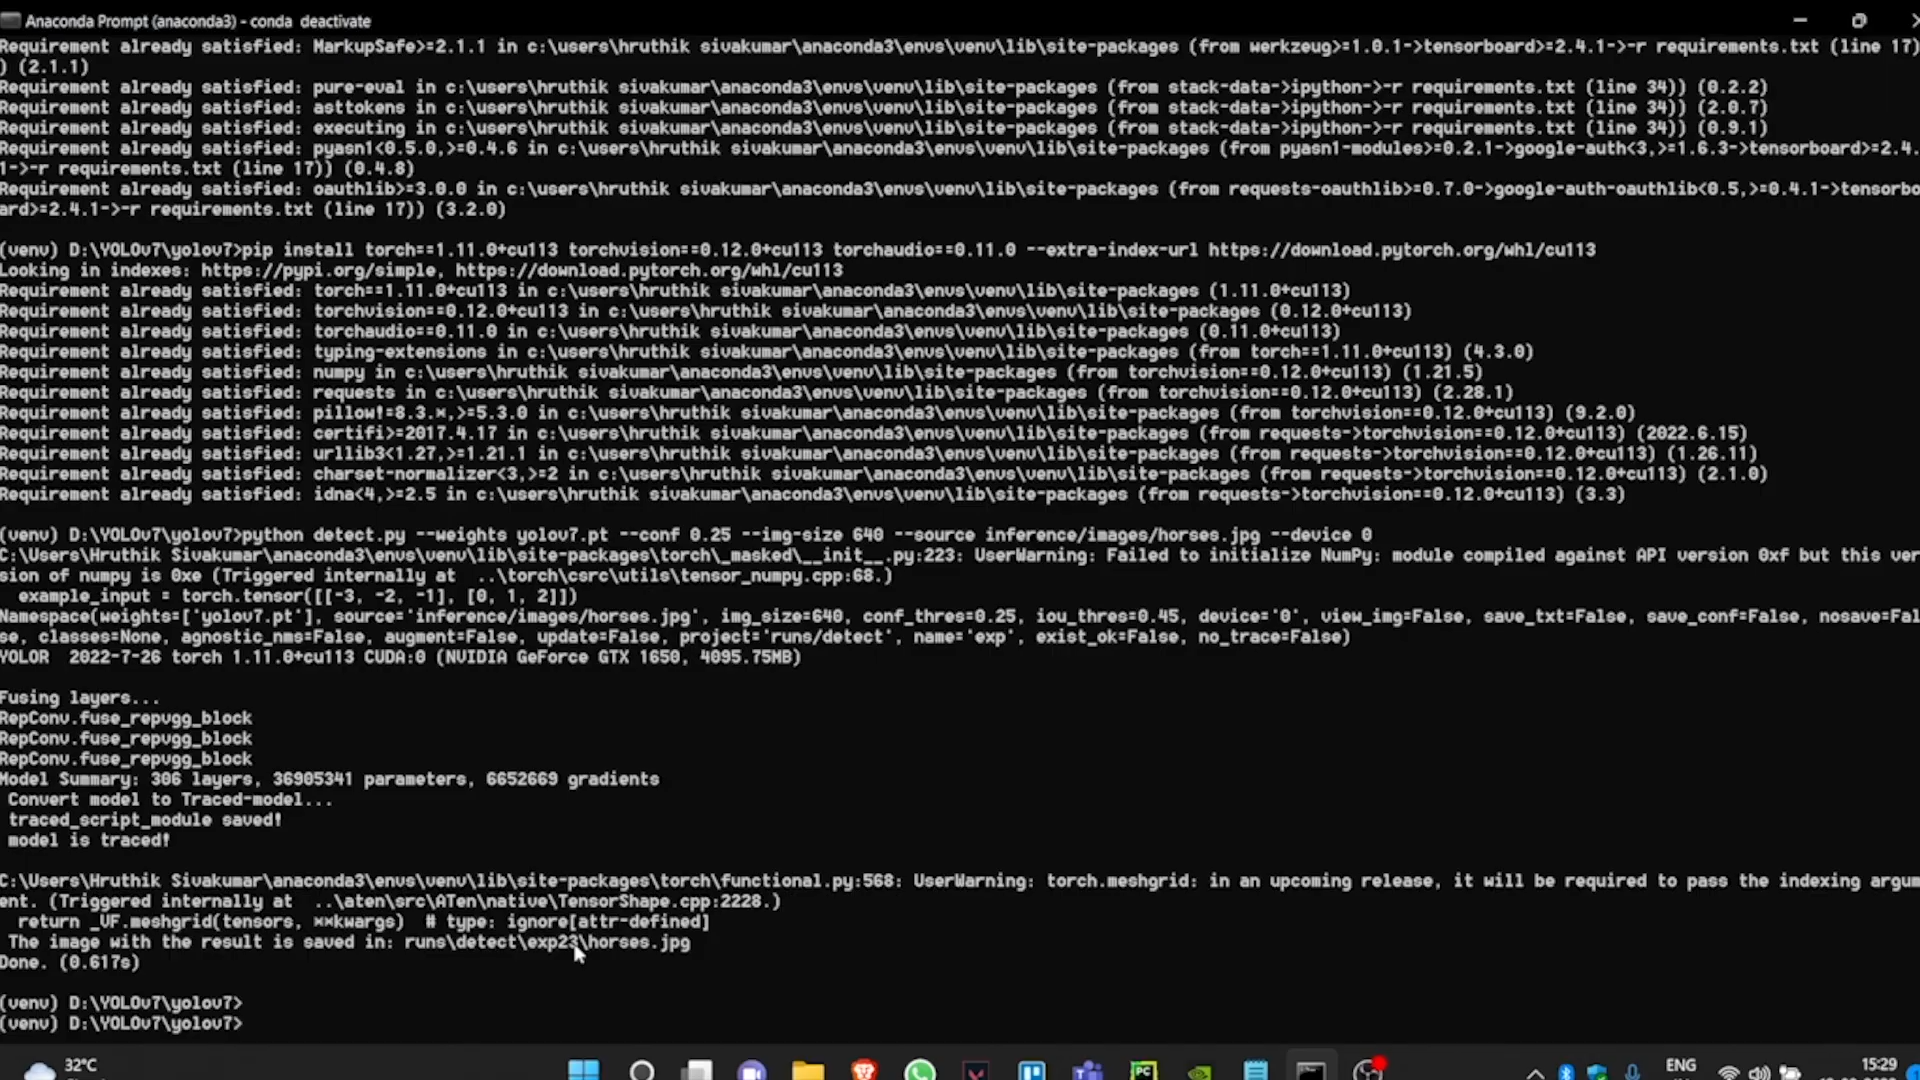 Anaconda Prompt (anaconda3) - conda  deactivate
Requirement already satisfied: MarkupSafe>=2.1.1 in c:\users\hruthik sivakumar\anaconda3\envs\venv\lib\site-packages (from werkzeug>=1.0.1->tensorboard>=2.4.1->-r requirements.txt (line 17)
) (2.1.1)
Requirement already satisfied: pure-eval in c:\users\hruthik sivakumar\anaconda3\envs\venv\lib\site-packages (from stack-data->ipython->-r requirements.txt (line 34)) (0.2.2)
Requirement already satisfied: asttokens in c:\users\hruthik sivakumar\anaconda3\envs\venv\lib\site-packages (from stack-data->ipython->-r requirements.txt (line 34)) (2.0.7)
Requirement already satisfied: executing in c:\users\hruthik sivakumar\anaconda3\envs\venv\lib\site-packages (from stack-data->ipython->-r requirements.txt (line 34)) (0.9.1)
Requirement already satisfied: pyasn1<0.5.0,>=0.4.6 in c:\users\hruthik sivakumar\anaconda3\envs\venv\lib\site-packages (from pyasn1-modules>=0.2.1->google-auth<3,>=1.6.3->tensorboard>=2.4.
1->-r requirements.txt (line 17)) (0.4.8)
Requirement already satisfied: oauthlib>=3.0.0 in c:\users\hruthik sivakumar\anaconda3\envs\venv\lib\site-packages (from requests-oauthlib>=0.7.0->google-auth-oauthlib<0.5,>=0.4.1->tensorbo
ard>=2.4.1->-r requirements.txt (line 17)) (3.2.0)
(venv) D:\YOLOv7\yolov7>pip install torch==1.11.0+cu113 torchvision==0.12.0+cu113 torchaudio==0.11.0 --extra-index-url https://download.pytorch.org/whl/cu113
Looking in indexes: https://pypi.org/simple, https://download.pytorch.org/whl/cu113
Requirement already satisfied: torch==1.11.0+cu113 in c:\users\hruthik sivakumar\anaconda3\envs\venv\lib\site-packages (1.11.0+cu113)
Requirement already satisfied: torchvision==0.12.0+cu113 in c:\users\hruthik sivakumar\anaconda3\envs\venv\lib\site-packages (0.12.0+cu113)
Requirement already satisfied: torchaudio==0.11.0 in c:\users\hruthik sivakumar\anaconda3\envs\venv\lib\site-packages (0.11.0+cu113)
Requirement already satisfied: typing-extensions in c:\users\hruthik sivakumar\anaconda3\envs\venv\lib\site-packages (from torch==1.11.0+cu113) (4.3.0)
Requirement already satisfied: numpy in c:\users\hruthik sivakumar\anaconda3\envs\venv\lib\site-packages (from torchvision==0.12.0+cu113) (1.21.5)
Requirement already satisfied: requests in c:\users\hruthik sivakumar\anaconda3\envs\venv\lib\site-packages (from torchvision==0.12.0+cu113) (2.28.1)
Requirement already satisfied: pillow!=8.3.*,>=5.3.0 in c:\users\hruthik sivakumar\anaconda3\envs\venv\lib\site-packages (from torchvision==0.12.0+cu113) (9.2.0)
Requirement already satisfied: certifi>=2017.4.17 in c:\users\hruthik sivakumar\anaconda3\envs\venv\lib\site-packages (from requests->torchvision==0.12.0+cu113) (2022.6.15)
Requirement already satisfied: urllib3<1.27,>=1.21.1 in c:\users\hruthik sivakumar\anaconda3\envs\venv\lib\site-packages (from requests->torchvision==0.12.0+cu113) (1.26.11)
Requirement already satisfied: charset-normalizer<3,>=2 in c:\users\hruthik sivakumar\anaconda3\envs\venv\lib\site-packages (from requests->torchvision==0.12.0+cu113) (2.1.0)
Requirement already satisfied: idna<4,>=2.5 in c:\users\hruthik sivakumar\anaconda3\envs\venv\lib\site-packages (from requests->torchvision==0.12.0+cu113) (3.3)
(venv) D:\YOLOv7\yolov7>python detect.py --weights yolov7.pt --conf 0.25 --img-size 640 --source inference/images/horses.jpg --device 0
C:\Users\Hruthik Sivakumar\anaconda3\envs\venv\lib\site-packages\torch\_masked\__init__.py:223: UserWarning: Failed to initialize NumPy: module compiled against API version 0xf but this ver
sion of numpy is 0xe (Triggered internally at  ..\torch\csrc\utils\tensor_numpy.cpp:68.)
  example_input = torch.tensor([[-3, -2, -1], [0, 1, 2]])
Namespace(weights=['yolov7.pt'], source='inference/images/horses.jpg', img_size=640, conf_thres=0.25, iou_thres=0.45, device='0', view_img=False, save_txt=False, save_conf=False, nosave=Fal
se, classes=None, agnostic_nms=False, augment=False, update=False, project='runs/detect', name='exp', exist_ok=False, no_trace=False)
YOLOR  2022-7-26 torch 1.11.0+cu113 CUDA:0 (NVIDIA GeForce GTX 1650, 4095.75MB)
Fusing layers...
RepConv.fuse_repvgg_block
RepConv.fuse_repvgg_block
RepConv.fuse_repvgg_block
Model Summary: 306 layers, 36905341 parameters, 6652669 gradients
 Convert model to Traced-model...
 traced_script_module saved!
 model is traced!
C:\Users\Hruthik Sivakumar\anaconda3\envs\venv\lib\site-packages\torch\functional.py:568: UserWarning: torch.meshgrid: in an upcoming release, it will be required to pass the indexing argum
ent. (Triggered internally at  ..\aten\src\ATen\native\TensorShape.cpp:2228.)
  return _VF.meshgrid(tensors, **kwargs)  # type: ignore[attr-defined]
 The image with the result is saved in: runs\detect\exp23\horses.jpg
Done. (0.617s)
(venv) D:\YOLOv7\yolov7>
(venv) D:\YOLOv7\yolov7>
32°C
ENG
15:29